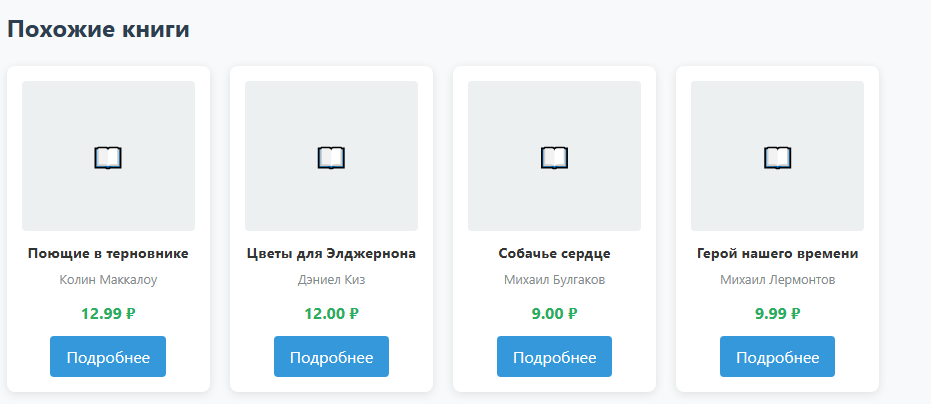 Похожие книги
Поющие в терновнике
Колин Маккалоу
12.99 ₽
Подробнее
Цветы для Элджернона
Дэниел Киз
12.00 ₽
Подробнее
Собачье сердце
Михаил Булгаков
9.00 ₽
Подробнее
Герой нашего времени
Михаил Лермонтов
9.99 ₽
Подробнее